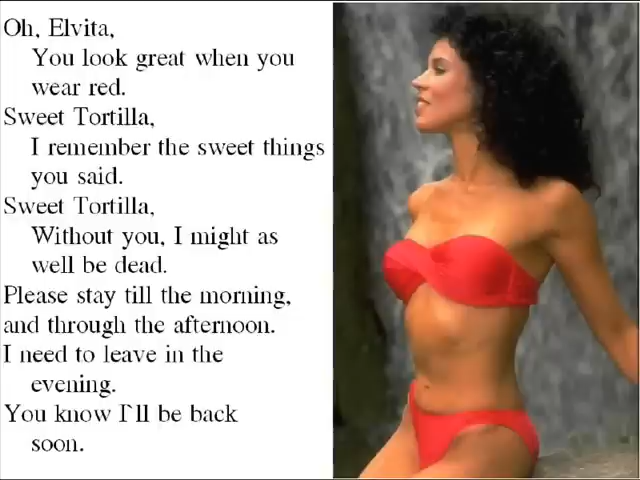 Oh, Elvita,
You look great when you
wear red.
Sweet Tortilla,
I remember the sweet things
you said.
Sweet Tortilla,
Without you, I might as
well be dead.
Please stay till the morning,
and through the afternoon.
I need to leave in the
evening.
You know I`ll be back
soon.